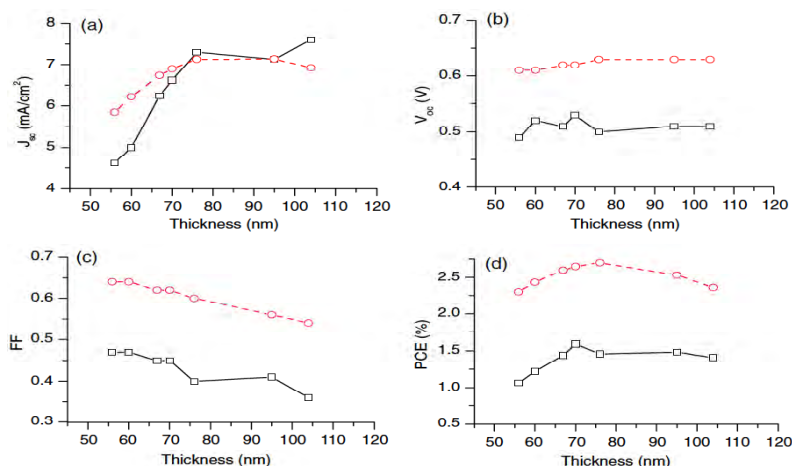 (a)
J_sc (mA/cm²)
8
7
6
5
4
50 60 70 80 90 100 110 120
Thickness (nm)
(b)
V_oc (V)
0.7
0.6
0.5
0.4
50 60 70 80 90 100 110 120
Thickness (nm)
(c)
FF
0.7
0.6
0.5
0.4
0.3
50 60 70 80 90 100 110 120
Thickness (nm)
(d)
PCE (%)
2.5
2.0
1.5
1.0
0.5
50 60 70 80 90 100 110 120
Thickness (nm)